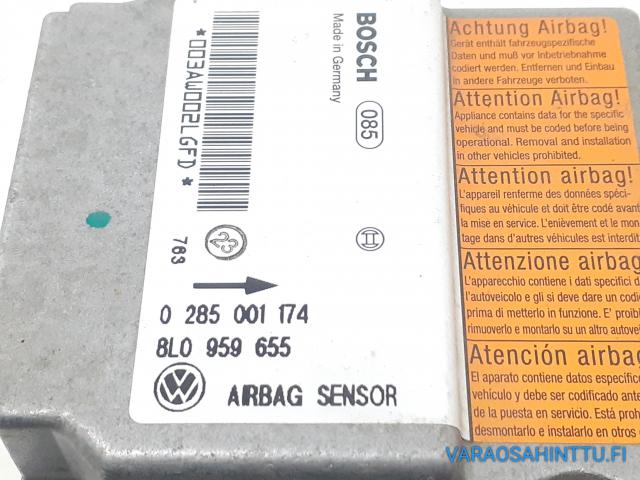 BOSCH
Made in Germany
085
*003AW002LGFD*
23
763
0 285 001 174
8L0 959 655
AIRBAG SENSOR
Achtung Airbag!
Gerät enthält fahrzeugspezifische
Daten und muß vor Inbetriebnahme
codiert werden. Entfernen und Einbau
in andere Fahrzeuge verboten.
Attention Airbag!
Appliance contains data for the specific
vehicle and must be coded before being
operational. Removal and installation
in other vehicles prohibited.
Attention airbag!
L'appareil renferme des données spéci-
fiques au véhicule et doit être codé avant
la mise en service. L'enlèvement et le mon-
tage dans d'autres véhicules est interdit
Attenzione airbag
L'apparecchio contiene i dati specifici d
l'autoveicolo e gli si deve dare un codi
prima di metterlo in funzione. E' proib
rimuoverlo e montarlo su un altro autovei
Atención airbag
El aparato contiene datos específico
vehículo y debe ser codificado ante
de la puesta en servicio. Está proh
desmontarlo e instalarlo en otros
VARAOSAHINTTU.FI